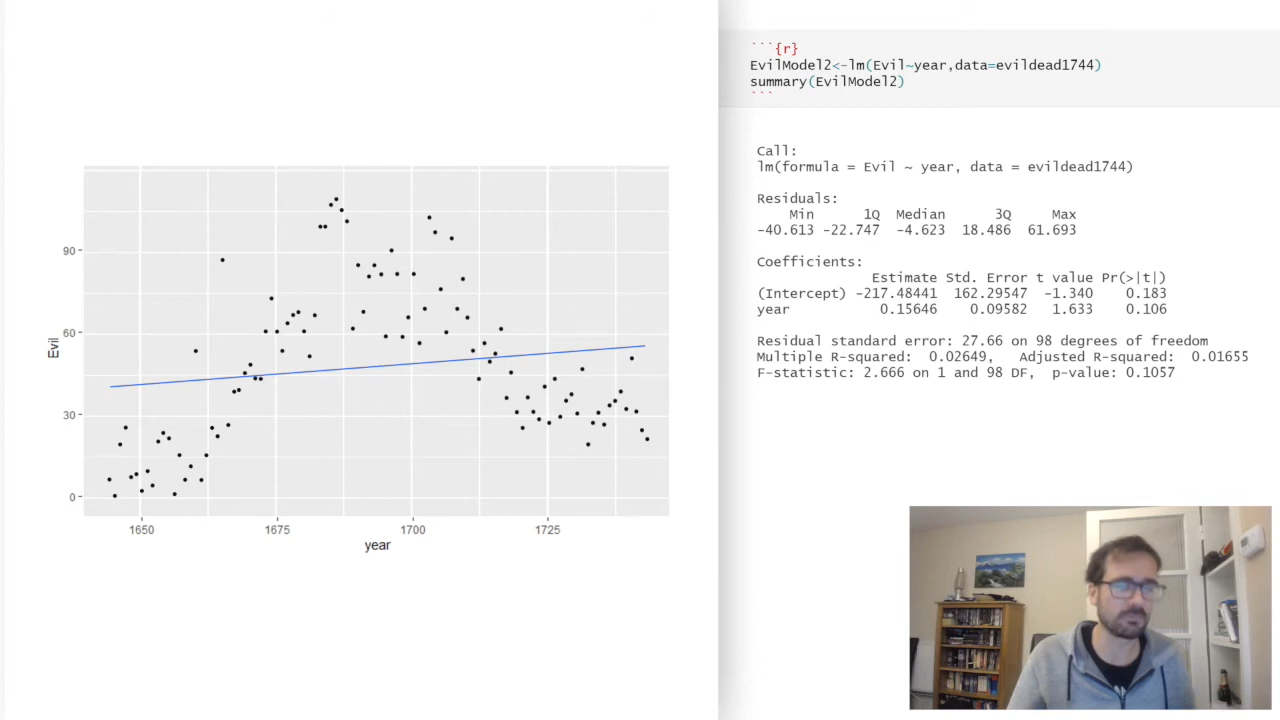 90
60
30
0
Evil
1650
1675
1700
1725
year
```{r}
EvilModel2<-lm(Evil~year,data=evildead1744)
summary(EvilModel2)
```
Call:
lm(formula = Evil ~ year, data = evildead1744)
Residuals:
Min 1Q Median 3Q Max
-40.613 -22.747 -4.623 18.486 61.693
Coefficients:
Estimate Std. Error t value Pr(>|t|)
(Intercept) -217.48441 162.29547 -1.340 0.183
year 0.15646 0.09582 1.633 0.106
Residual standard error: 27.66 on 98 degrees of freedom
Multiple R-squared: 0.02649, Adjusted R-squared: 0.01655
F-statistic: 2.666 on 1 and 98 DF, p-value: 0.1057